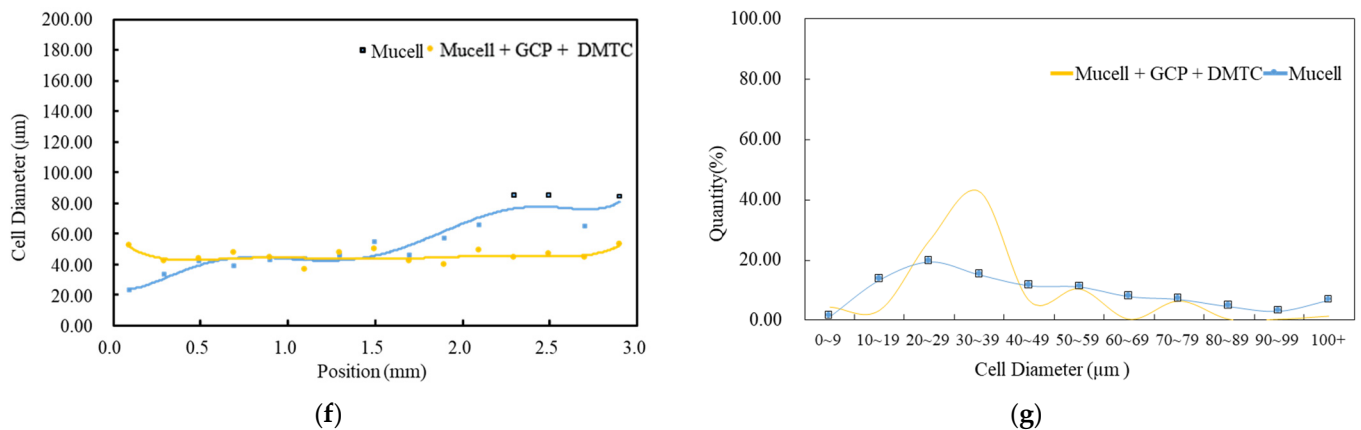 200.00
180.00
160.00
140.00
120.00
100.00
80.00
60.00
40.00
20.00
0.00
Cell Diameter (μm)
Mucell Mucell + GCP + DMTC
0.0 0.5 1.0 1.5 2.0 2.5 3.0
Position (mm)
(f)
100.00
80.00
60.00
40.00
20.00
0.00
Quantity(%)
Mucell + GCP + DMTC Mucell
0~9 10~19 20~29 30~39 40~49 50~59 60~69 70~79 80~89 90~99 100+
Cell Diameter (μm )
(g)